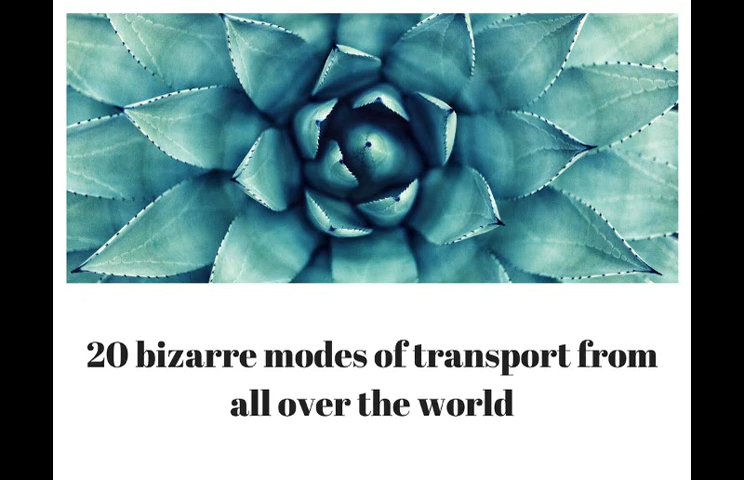 20 bizarre modes of transport from
all over the world